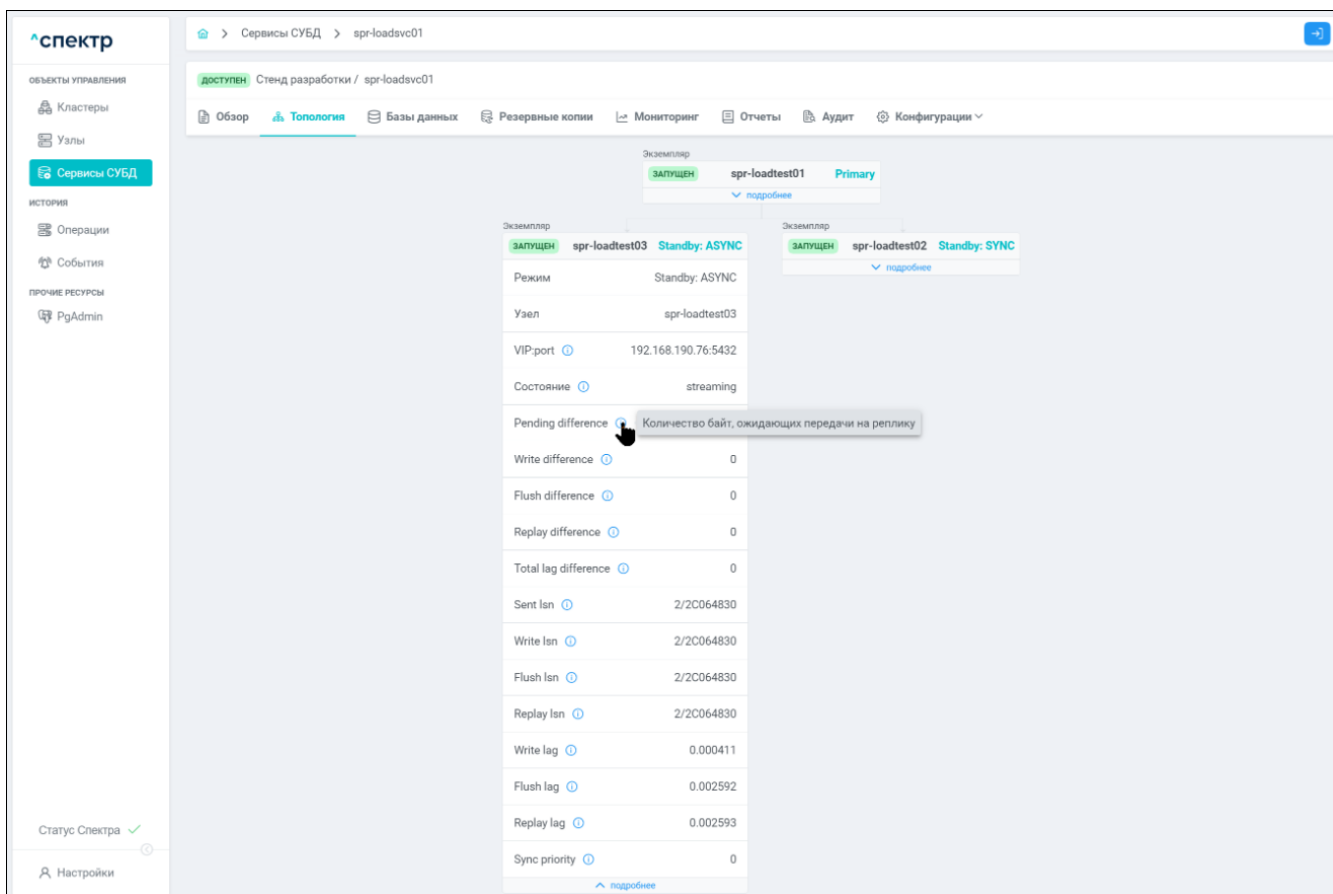 ^спектр
ОБЪЕКТЫ УПРАВЛЕНИЯ
Кластеры
Узлы
Сервисы СУБД
ИСТОРИЯ
Операции
События
ПРОЧИЕ РЕСУРСЫ
PgAdmin
Статус Спектра
Настройки
> Сервисы СУБД > spr-loadsvc01
ДОСТУПЕН Стенд разработки / spr-loadsvc01
Обзор Топология Базы данных Резервные копии Мониторинг Отчеты Аудит Конфигурации
Экземпляр
ЗАПУЩЕН spr-loadtest01 Primary
подробнее
Экземпляр
ЗАПУЩЕН spr-loadtest03 Standby: ASYNC
Режим Standby: ASYNC
Узел spr-loadtest03
VIP:port 192.168.190.76:5432
Состояние streaming
Pending difference Количество байт, ожидающих передачи на реплику
Write difference 0
Flush difference 0
Replay difference 0
Total lag difference 0
Sent lsn 2/2C064830
Write lsn 2/2C064830
Flush lsn 2/2C064830
Replay lsn 2/2C064830
Write lag 0.000411
Flush lag 0.002592
Replay lag 0.002593
Sync priority 0
подробнее
Экземпляр
ЗАПУЩЕН spr-loadtest02 Standby: SYNC
подробнее